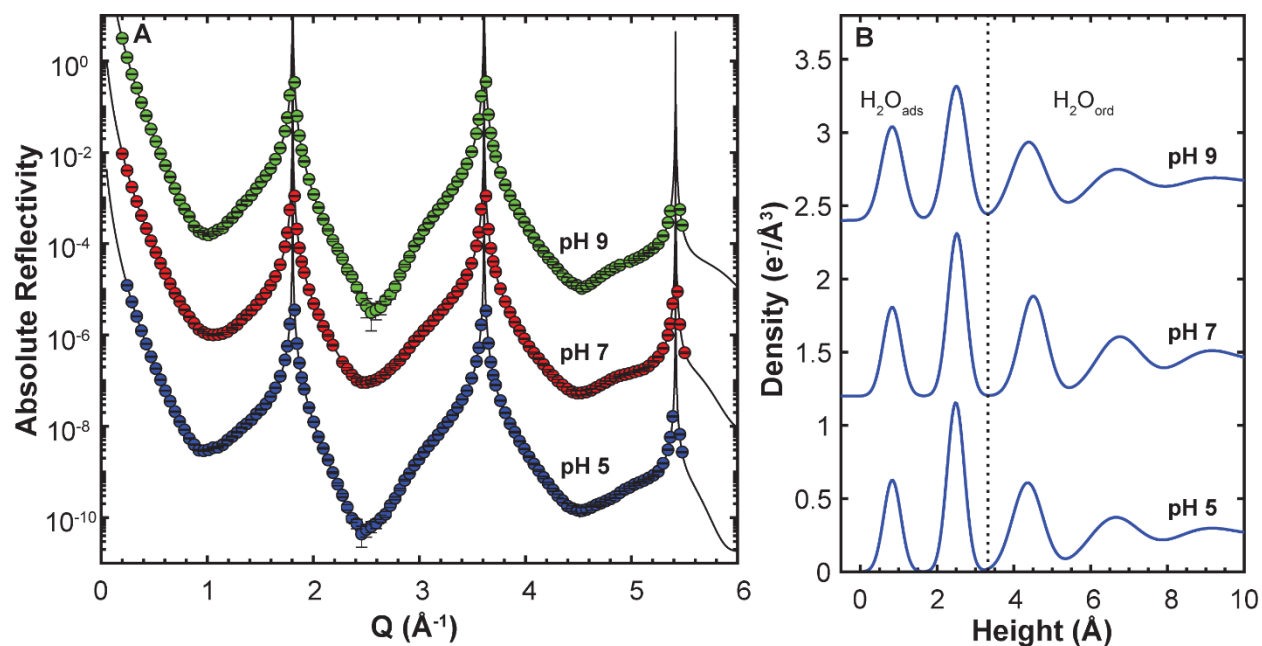 A
Absolute Reflectivity
10⁰
10⁻²
10⁻⁴
10⁻⁶
10⁻⁸
10⁻¹⁰
pH 9
pH 7
pH 5
0 1 2 3 4 5 6
Q (Å⁻¹)
B
Density (e⁻/Å³)
3.5
3
2.5
2
1.5
1
0.5
0
H₂Oads
H₂Oord
pH 9
pH 7
pH 5
0 2 4 6 8 10
Height (Å)